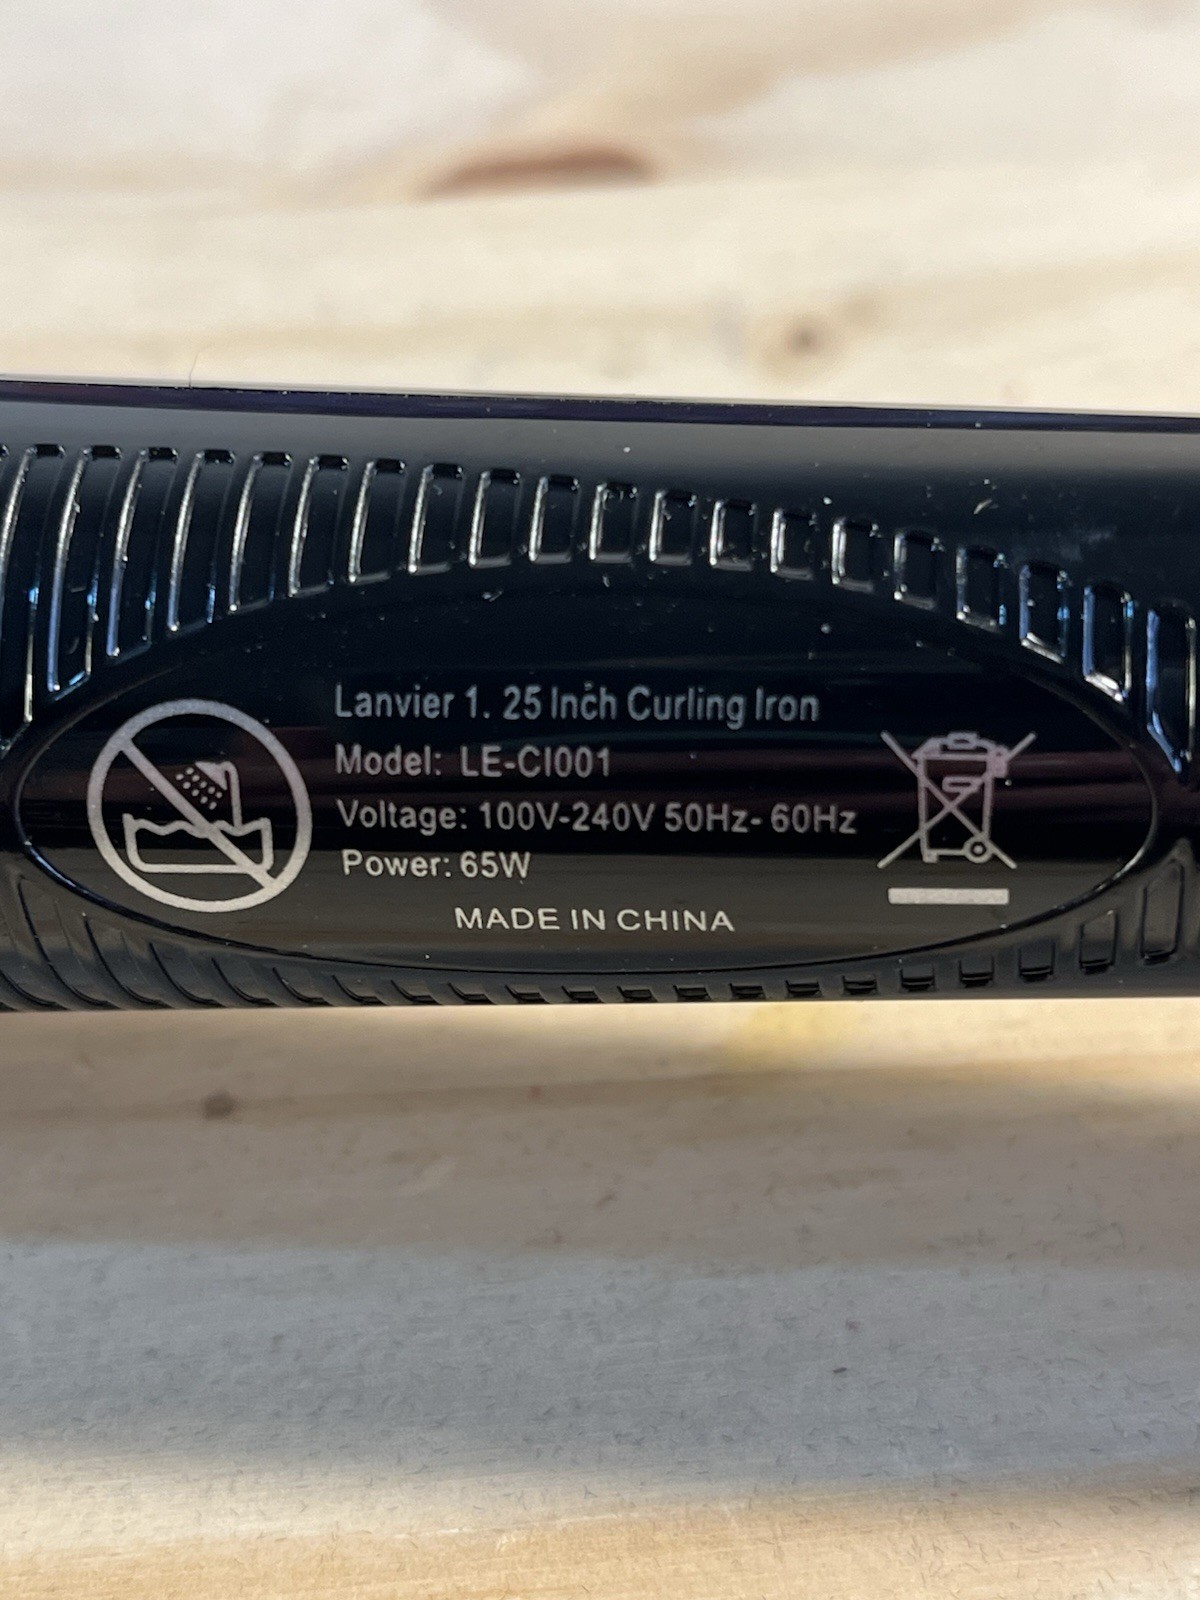 Lanvier 1. 25 Inch Curling Iron
Model: LE-CI001
Voltage: 100V-240V 50Hz- 60Hz
Power: 65W
MADE IN CHINA